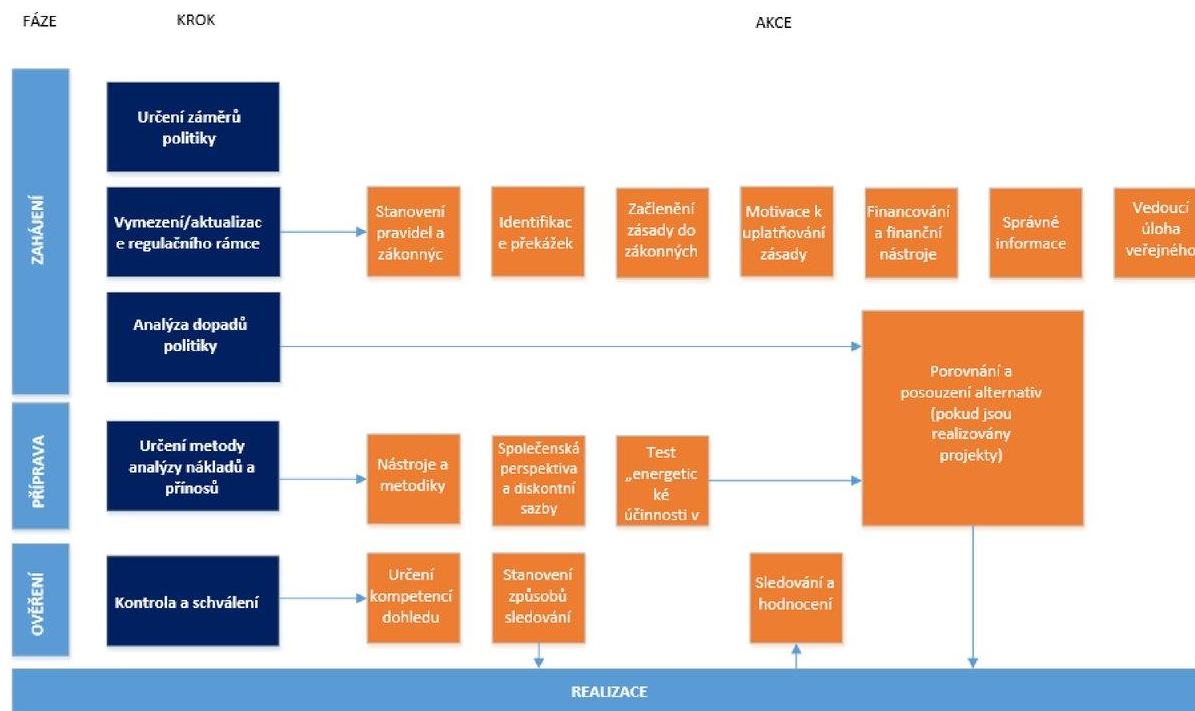 FÁZE
KROK
AKCE
ZAHÁJENÍ
Určení záměrů
politiky
Vymezení/aktualizac
e regulačního rámce
Stanovení
pravidel a
zákonnýc
Identifikac
e překážek
Začlenění
zásady do
zákonných
Motivace k
uplatňování
zásady
Financování
a finanční
nástroje
Správné
informace
Vedoucí
úloha
veřejného
Analýza dopadů
politiky
Porovnání a
posouzení alternativ
(pokud jsou
realizovány
projekty)
PŘÍPRAVA
Určení metody
analýzy nákladů a
přínosů
Nástroje a
metodiky
Společenská
perspektiva
a diskontní
sazby
Test
„energetic
ké
účinnosti v
OVĚŘENÍ
Kontrola a schválení
Určení
kompetencí
dohledu
Stanovení
způsobů
sledování
Sledování a
hodnocení
REALIZACE